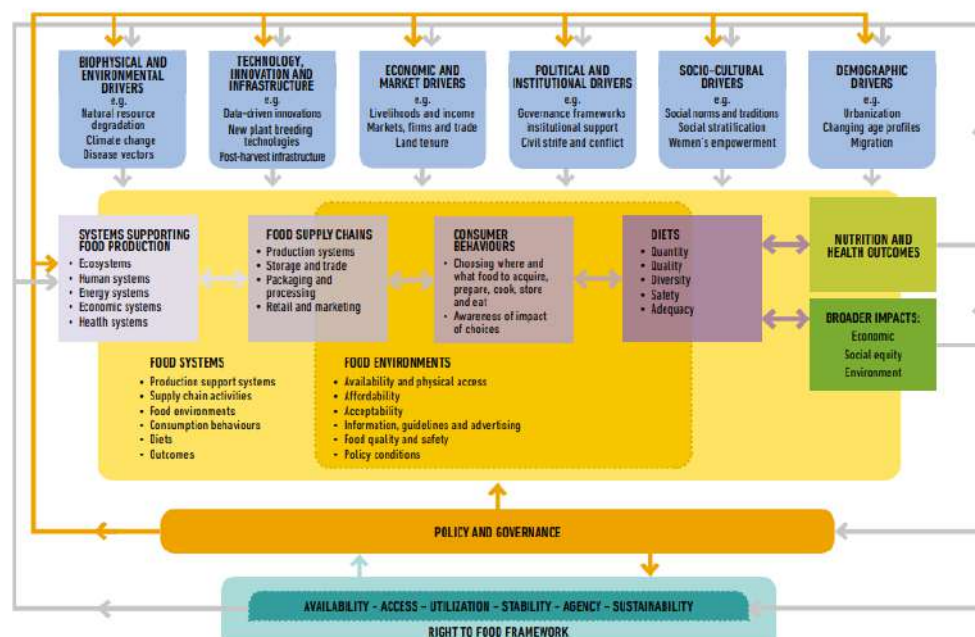 BIOPHYSICAL AND
ENVIRONMENTAL
DRIVERS
e.g.
Natural resource
degradation
Climate change
Disease vectors
TECHNOLOGY,
INNOVATION AND
INFRASTRUCTURE
e.g.
Data-driven innovations
New plant breeding
technologies
Post-harvest infrastructure
ECONOMIC AND
MARKET DRIVERS
e.g.
Livelihoods and income
Markets, firms and trade
Land tenure
POLITICAL AND
INSTITUTIONAL DRIVERS
e.g.
Governance frameworks
institutional support
Civil strife and conflict
SOCIO-CULTURAL
DRIVERS
e.g.
Social norms and traditions
Social stratification
Women's empowerment
DEMOGRAPHIC
DRIVERS
e.g.
Urbanization
Changing age profiles
Migration
SYSTEMS SUPPORTING
FOOD PRODUCTION
• Ecosystems
• Human systems
• Energy systems
• Economic systems
• Health systems
FOOD SUPPLY CHAINS
• Production systems
• Storage and trade
• Packaging and
processing
• Retail and marketing
CONSUMER
BEHAVIOURS
• Choosing where and
what food to acquire,
prepare, cook, store
and eat
• Awareness of impact
of choices
DIETS
• Quantity
• Quality
• Diversity
• Safety
• Adequacy
NUTRITION AND
HEALTH OUTCOMES
BROADER IMPACTS:
Economic
Social equity
Environment
FOOD SYSTEMS
• Production support systems
• Supply chain activities
• Food environments
• Consumption behaviours
• Diets
• Outcomes
FOOD ENVIRONMENTS
• Availability and physical access
• Affordability
• Acceptability
• Information, guidelines and advertising
• Food quality and safety
• Policy conditions
POLICY AND GOVERNANCE
AVAILABILITY - ACCESS - UTILIZATION - STABILITY - AGENCY - SUSTAINABILITY
RIGHT TO FOOD FRAMEWORK